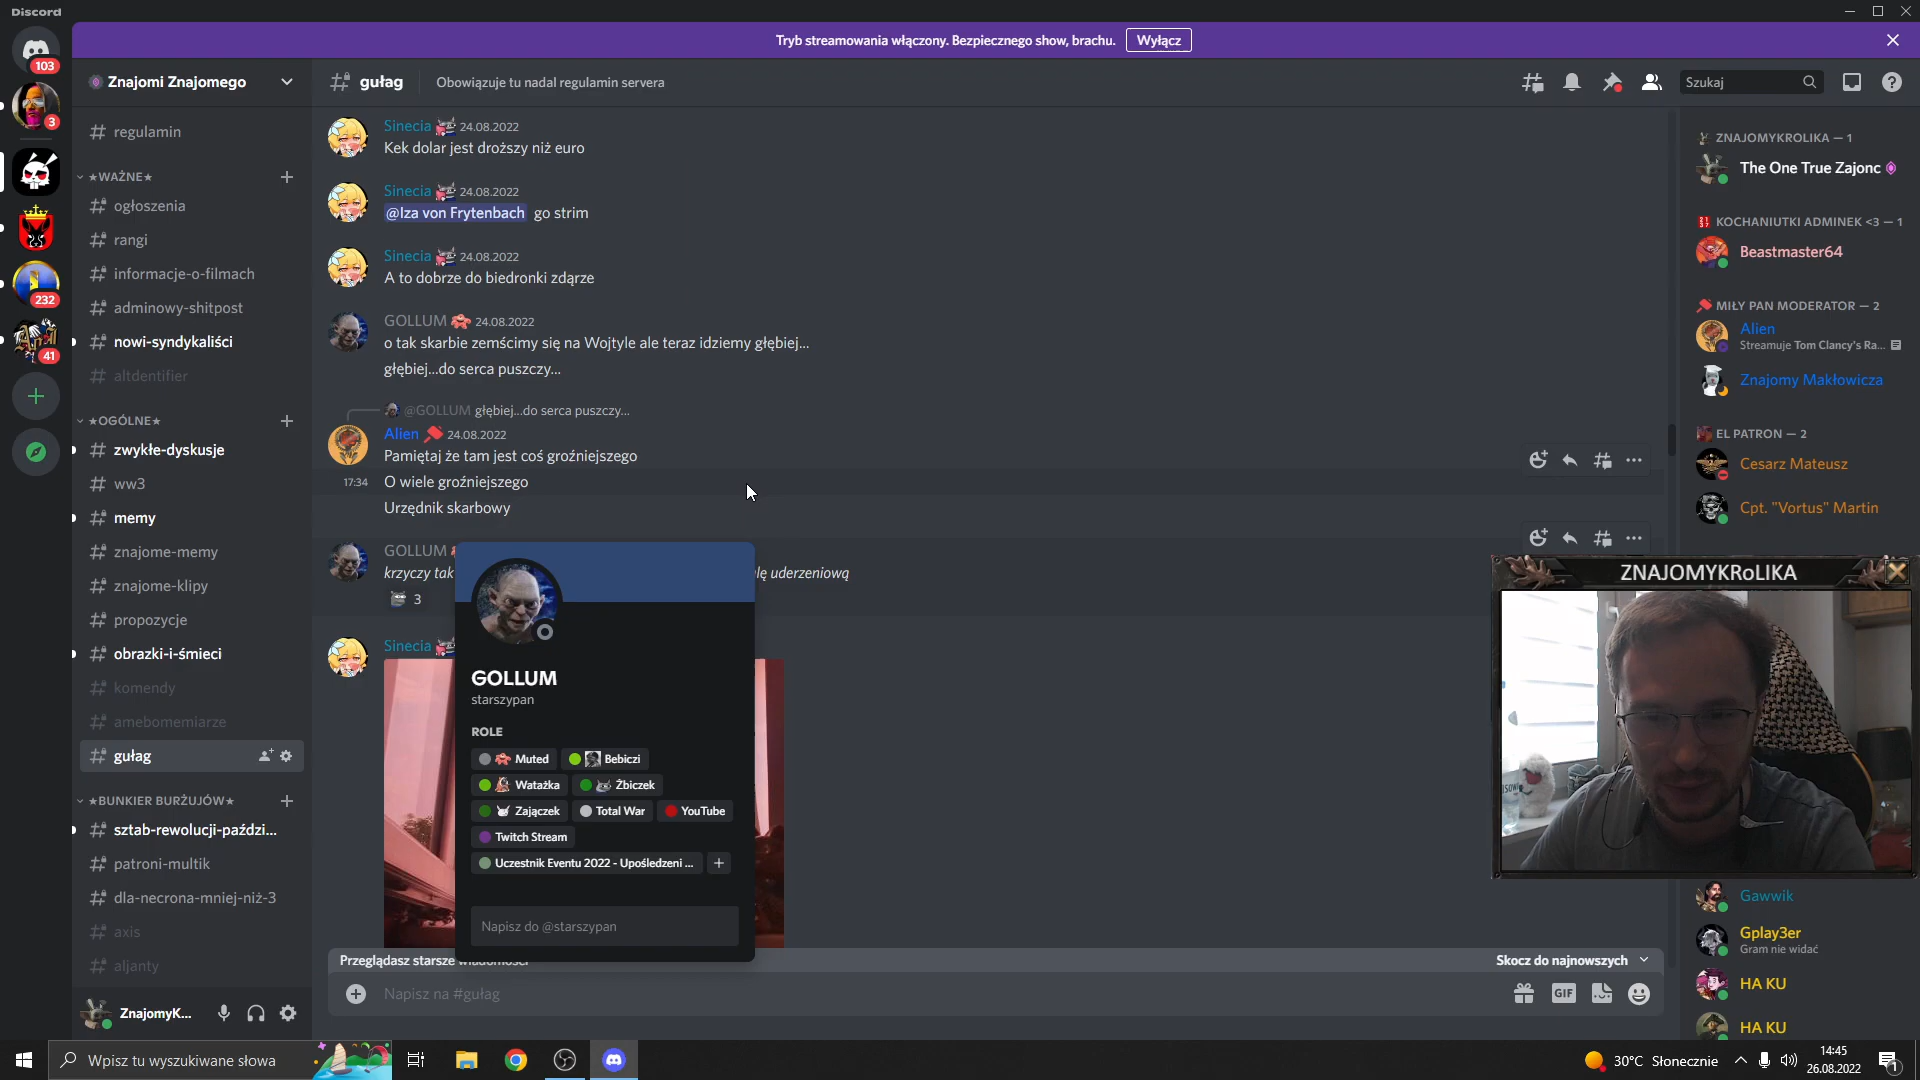 Discord
Tryb streamowania włączony. Bezpiecznego show, brachu. Wyłącz
103
3
232
41
Znajomi Znajomego
gułag
Obowiązuje tu nadal regulamin servera
Szukaj
regulamin
★WAŻNE★
ogłoszenia
rangi
informacje-o-filmach
adminowy-shitpost
nowi-syndykaliści
altdentifier
★OGÓLNE★
zwykłe-dyskusje
ww3
memy
znajome-memy
znajome-klipy
propozycje
obrazki-i-śmieci
komendy
amebomemiarze
gułag
★BUNKIER BURŻUJÓW★
sztab-rewolucji-paździ...
patroni-multik
dla-necrona-mniej-niż-3
axis
aljanty
ZnajomyK...
Sinecia 24.08.2022
Kek dolar jest droższy niż euro
Sinecia 24.08.2022
@Iza von Frytenbach go strim
Sinecia 24.08.2022
A to dobrze do biedronki zdąrze
GOLLUM 24.08.2022
o tak skarbie zemścimy się na Wojtyle ale teraz idziemy głębiej...
głębiej...do serca puszczy...
@GOLLUM głębiej...do serca puszczy...
Alien 24.08.2022
Pamiętaj że tam jest coś groźniejszego
17:34 O wiele groźniejszego
Urzędnik skarbowy
GOLLUM
krzyczy tak
lę uderzeniową
3
Sinecia
GOLLUM
starszypan
ROLE
Muted Bebiczi
Watażka Żbiczek
Zajączek Total War YouTube
Twitch Stream
Uczestnik Eventu 2022 - Upośledzeni ...
Napisz do @starszypan
Przeglądasz starsze wiadomości
Skocz do najnowszych
Napisz na #gułag
GIF
ZNAJOMYKROLIKA — 1
The One True Zajonc
KOCHANIUTKI ADMINEK <3 — 1
Beastmaster64
MIŁY PAN MODERATOR — 2
Alien
Streamuje Tom Clancy's Ra...
Znajomy Makłowicza
EL PATRON — 2
Cesarz Mateusz
Cpt. "Vortus" Martin
ZNAJOMYKRoLIKA
Gawwik
Gplay3er
Gram nie widać
HA KU
HA KU
Wpisz tu wyszukiwane słowa
30°C Słonecznie
14:45
26.08.2022
1